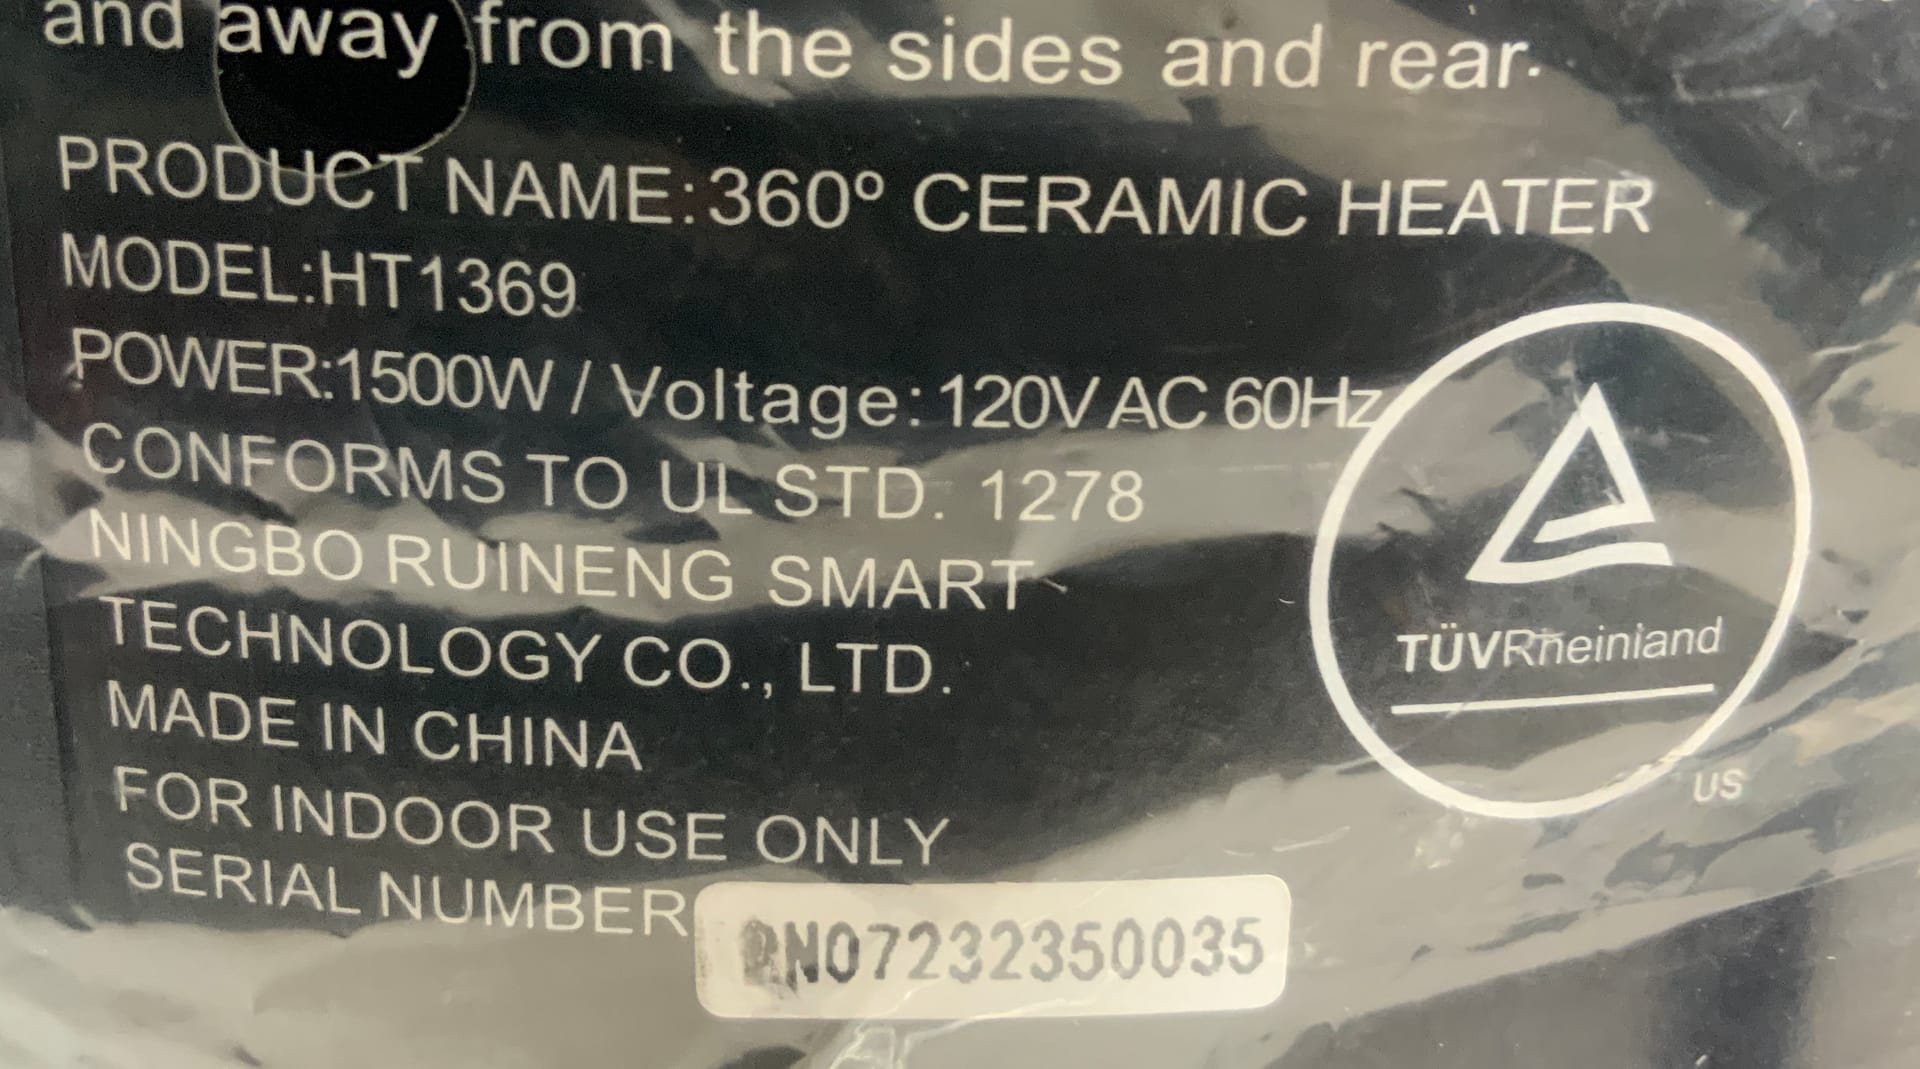 and away from the sides and rear.
PRODUCT NAME:360° CERAMIC HEATER
MODEL:HT1369
POWER:1500W / Voltage:120V AC 60Hz
CONFORMS TO UL STD. 1278
NINGBO RUINENG SMART
TECHNOLOGY CO., LTD.
MADE IN CHINA
FOR INDOOR USE ONLY
SERIAL NUMBER RN07232350035
TÜVRheinland
US